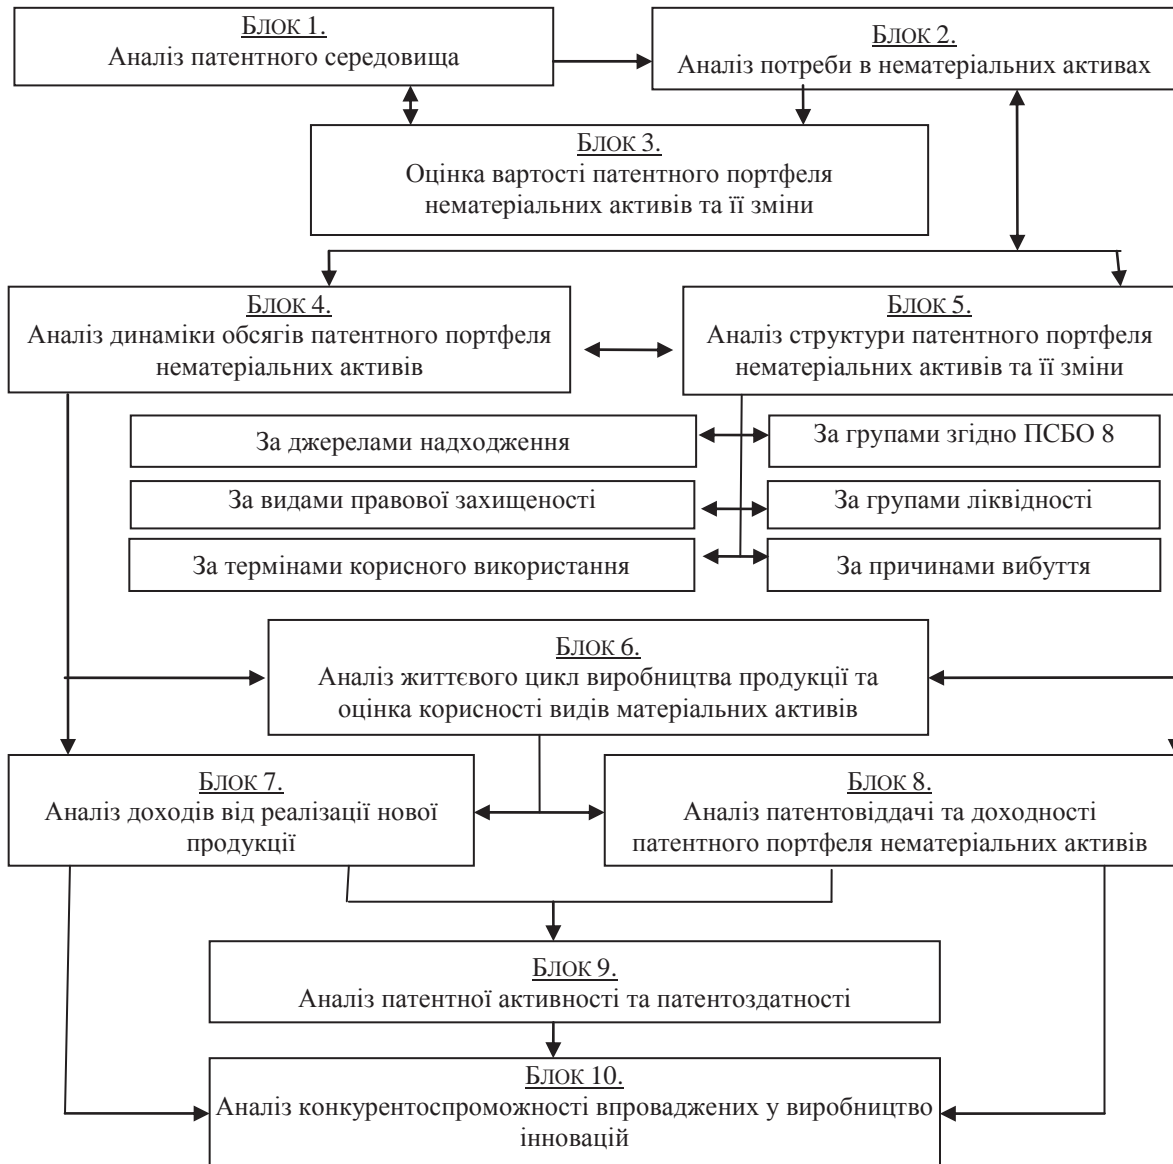 БЛОК 1.
Аналіз патентного середовища
БЛОК 2.
Аналіз потреби в нематеріальних активах
БЛОК 3.
Оцінка вартості патентного портфеля
нематеріальних активів та її зміни
БЛОК 4.
Аналіз динаміки обсягів патентного портфеля
нематеріальних активів
БЛОК 5.
Аналіз структури патентного портфеля
нематеріальних активів та її зміни
За джерелами надходження
За групами згідно ПСБО 8
За видами правової захищеності
За групами ліквідності
За термінами корисного використання
За причинами вибуття
БЛОК 6.
Аналіз життєвого цикл виробництва продукції та
оцінка корисності видів матеріальних активів
БЛОК 7.
Аналіз доходів від реалізації нової
продукції
БЛОК 8.
Аналіз патентовіддачі та доходності
патентного портфеля нематеріальних активів
БЛОК 9.
Аналіз патентної активності та патентоздатності
БЛОК 10.
Аналіз конкурентоспроможності впроваджених у виробництво
інновацій